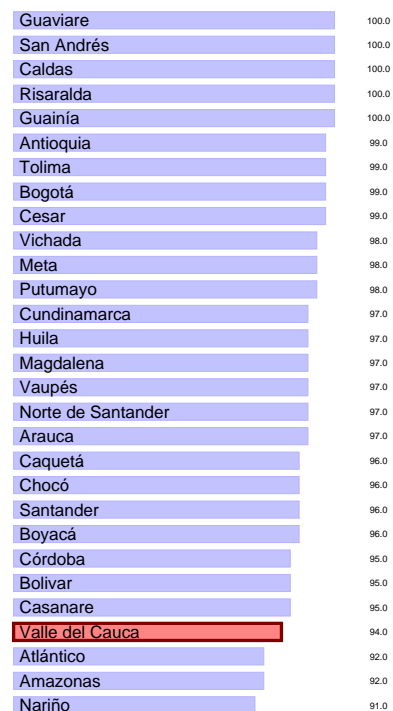 Guaviare 100.0
San Andrés 100.0
Caldas 100.0
Risaralda 100.0
Guainía 100.0
Antioquia 99.0
Tolima 99.0
Bogotá 99.0
Cesar 99.0
Vichada 98.0
Meta 98.0
Putumayo 98.0
Cundinamarca 97.0
Huila 97.0
Magdalena 97.0
Vaupés 97.0
Norte de Santander 97.0
Arauca 97.0
Caquetá 96.0
Chocó 96.0
Santander 96.0
Boyacá 96.0
Córdoba 95.0
Bolivar 95.0
Casanare 95.0
Valle del Cauca 94.0
Atlántico 92.0
Amazonas 92.0
Nariño 91.0